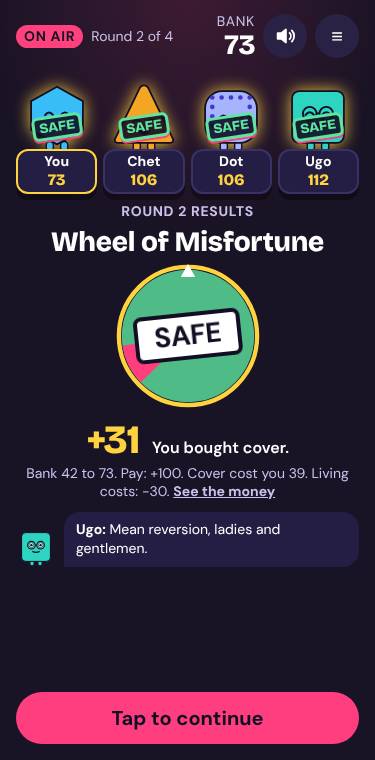 ON AIR
Round 2 of 4
BANK
73
SAFE
SAFE
SAFE
SAFE
You
73
Chet
106
Dot
106
Ugo
112
ROUND 2 RESULTS
Wheel of Misfortune
SAFE
+31 You bought cover.
Bank 42 to 73. Pay: +100. Cover cost you 39. Living
costs: −30. See the money
Ugo: Mean reversion, ladies and
gentlemen.
Tap to continue